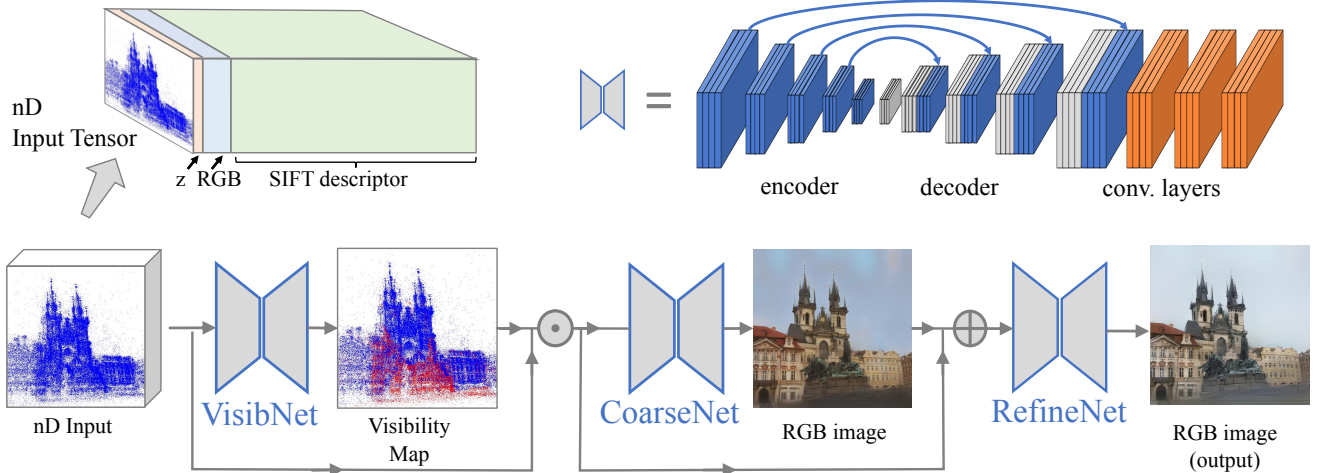 nD
Input Tensor
z RGB SIFT descriptor
=
encoder decoder conv. layers
VisibNet CoarseNet RefineNet
nD Input Visibility
Map
RGB image
RGB image
(output)